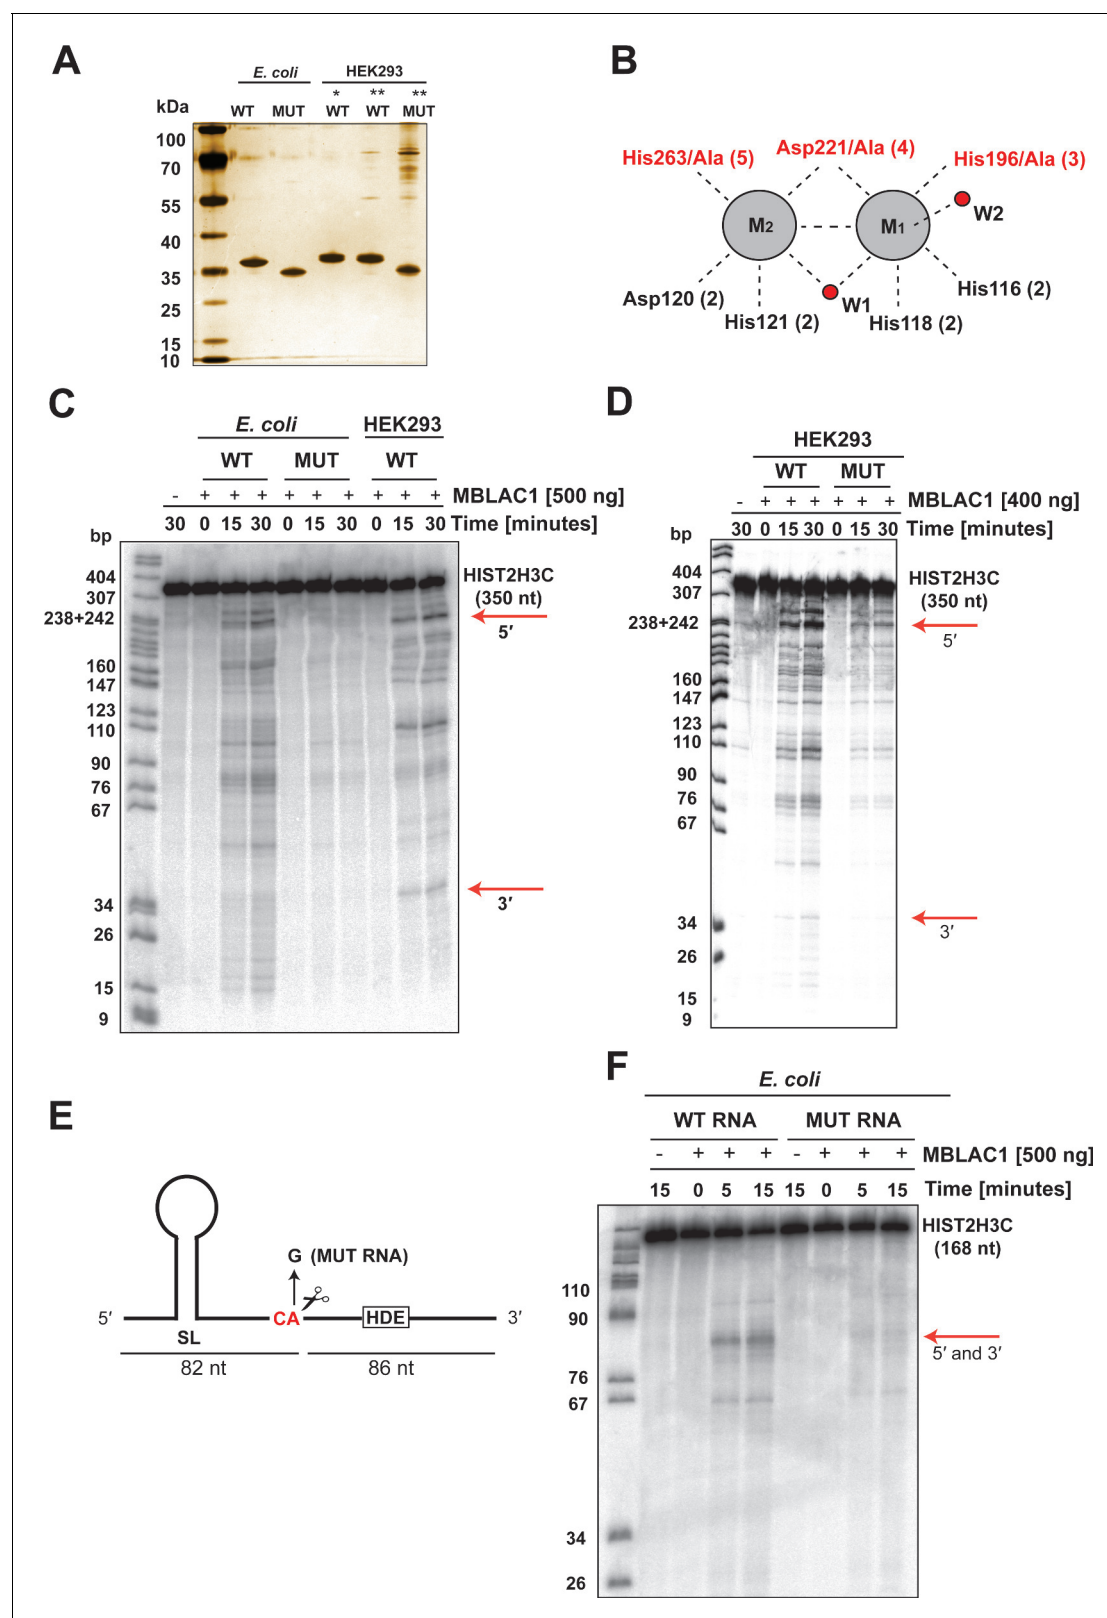 A
E. coli
HEK293
* ** **
kDa
WT MUT WT WT MUT
100
70
55
40
35
25
15
10
B
His263/Ala (5)
Asp221/Ala (4)
His196/Ala (3)
M2
M1
W2
Asp120 (2)
His121 (2)
W1
His118 (2)
His116 (2)
C
E. coli
HEK293
WT MUT WT
- + + + + + + + + + MBLAC1 [500 ng]
30 0 15 30 0 15 30 0 15 30 Time [minutes]
bp
404
307
238+242
160
147
123
110
90
76
67
34
26
15
9
HIST2H3C
(350 nt)
5′
3′
D
HEK293
WT MUT
- + + + + + + MBLAC1 [400 ng]
30 0 15 30 0 15 30 Time [minutes]
bp
404
307
238+242
160
147
123
110
90
76
67
34
26
15
9
HIST2H3C
(350 nt)
5′
3′
E
G (MUT RNA)
5′
CA
HDE
3′
SL
82 nt
86 nt
F
E. coli
WT RNA MUT RNA
- + + + - + + + MBLAC1 [500 ng]
15 0 5 15 15 0 5 15 Time [minutes]
HIST2H3C
(168 nt)
110
90
76
67
34
26
5′ and 3′